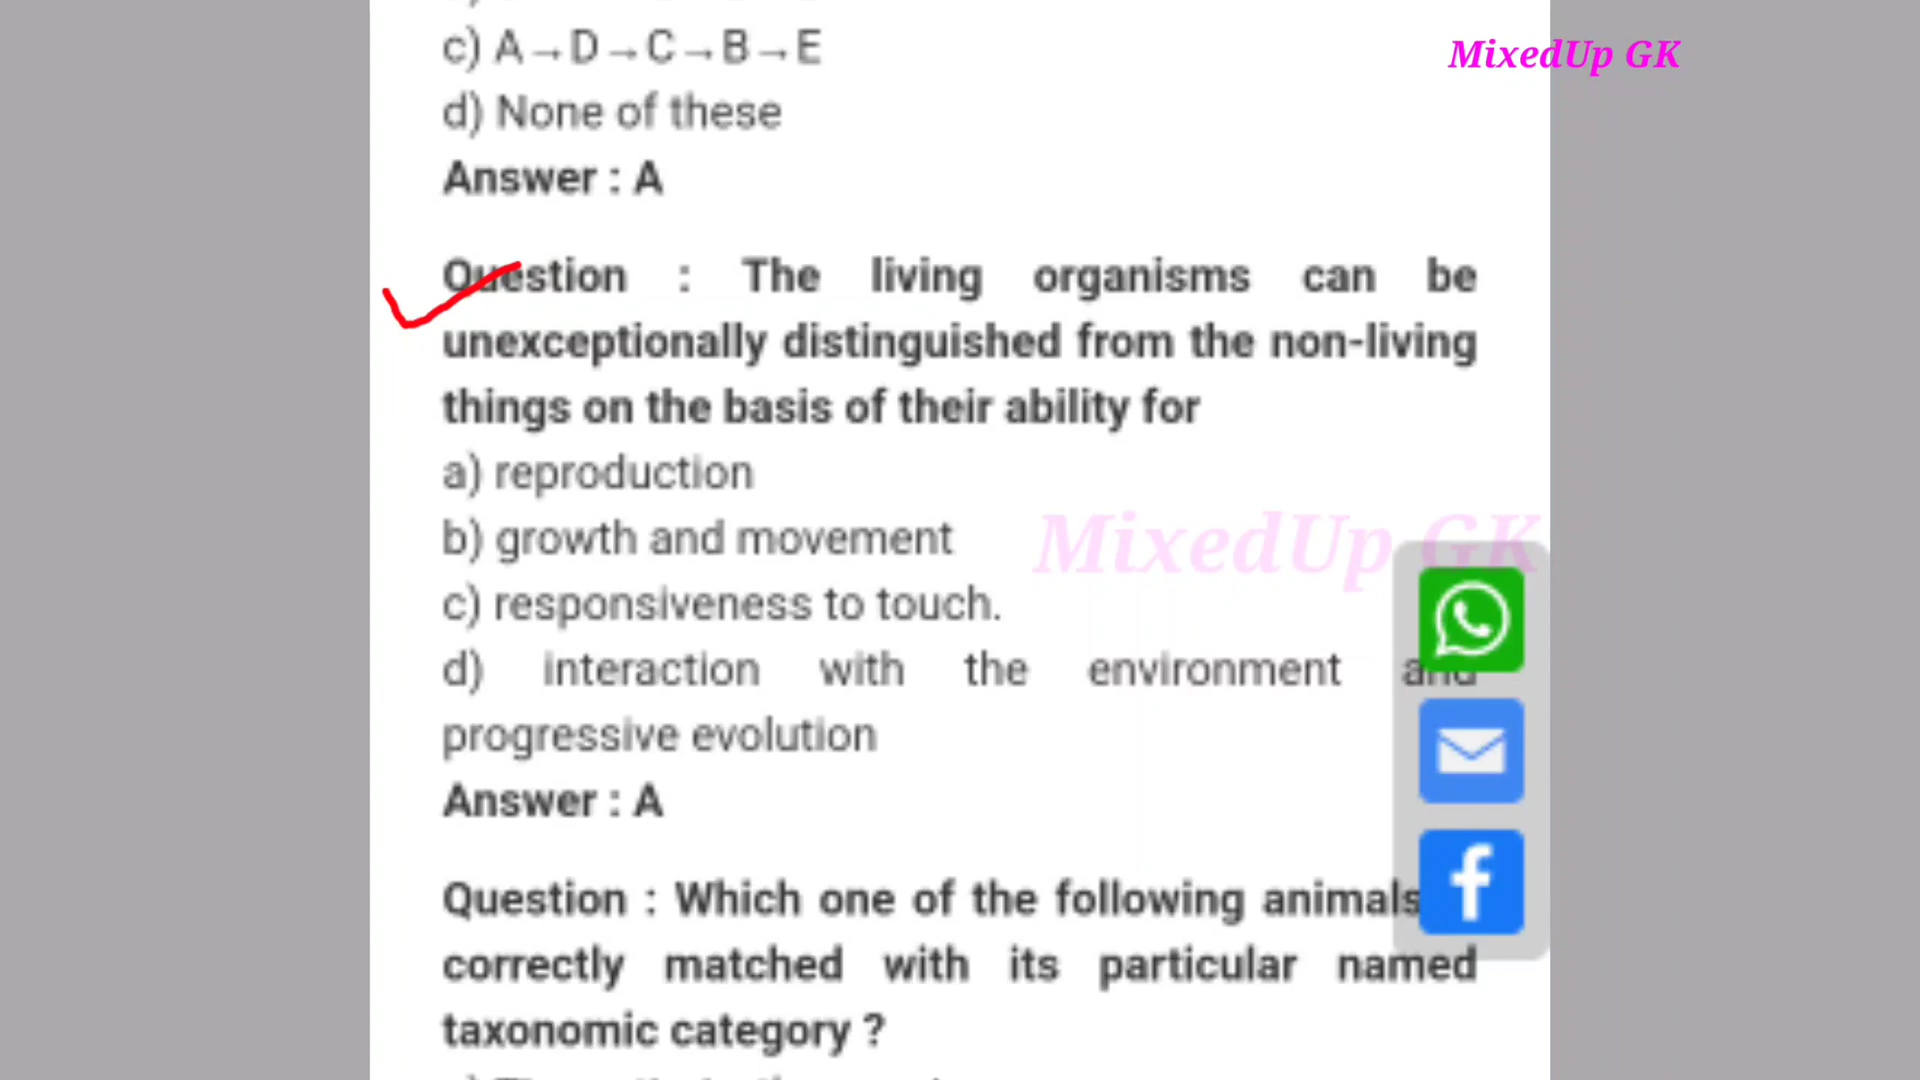 c) A→D→C→B→E
MixedUp GK
d) None of these
Answer : A
Question : The living organisms can be
unexceptionally distinguished from the non-living
things on the basis of their ability for
a) reproduction
b) growth and movement
MixedUp GK
c) responsiveness to touch.
d) interaction with the environment and
progressive evolution
Answer : A
Question : Which one of the following animals
correctly matched with its particular named
taxonomic category ?